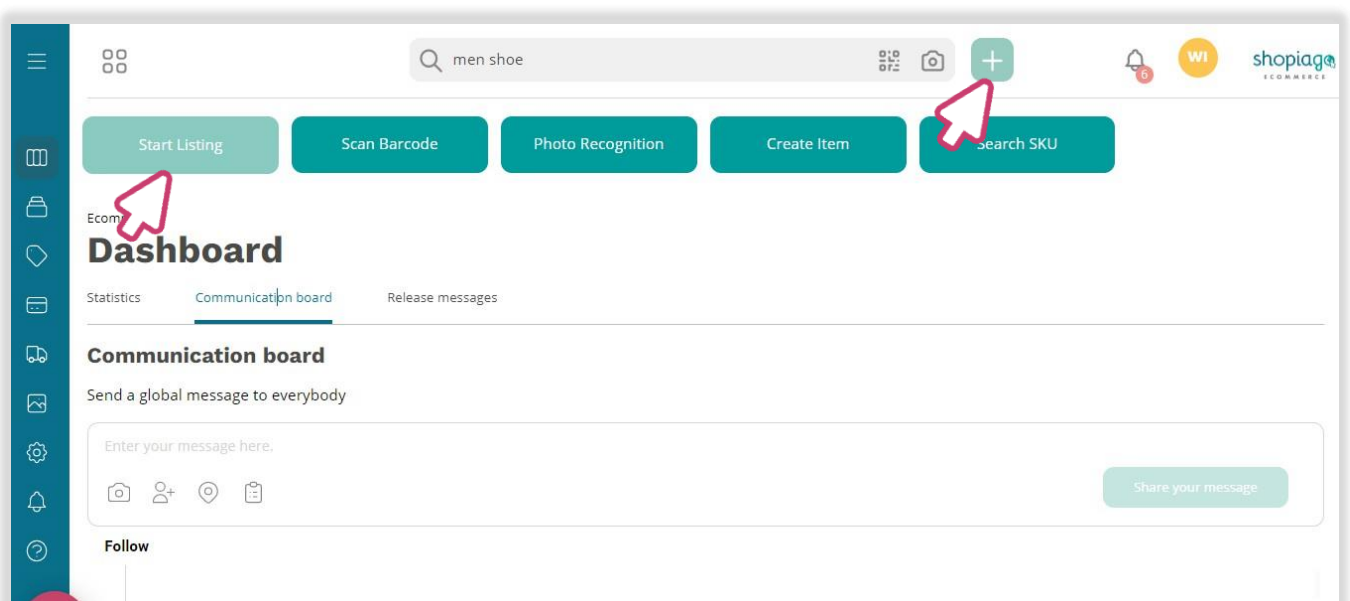 men shoe
6
WI
shopiago
ECOMMERCE
Start Listing
Scan Barcode
Photo Recognition
Create Item
Search SKU
Dashboard
Statistics
Communication board
Release messages
Communication board
Send a global message to everybody
Enter your message here.
Share your message
Follow